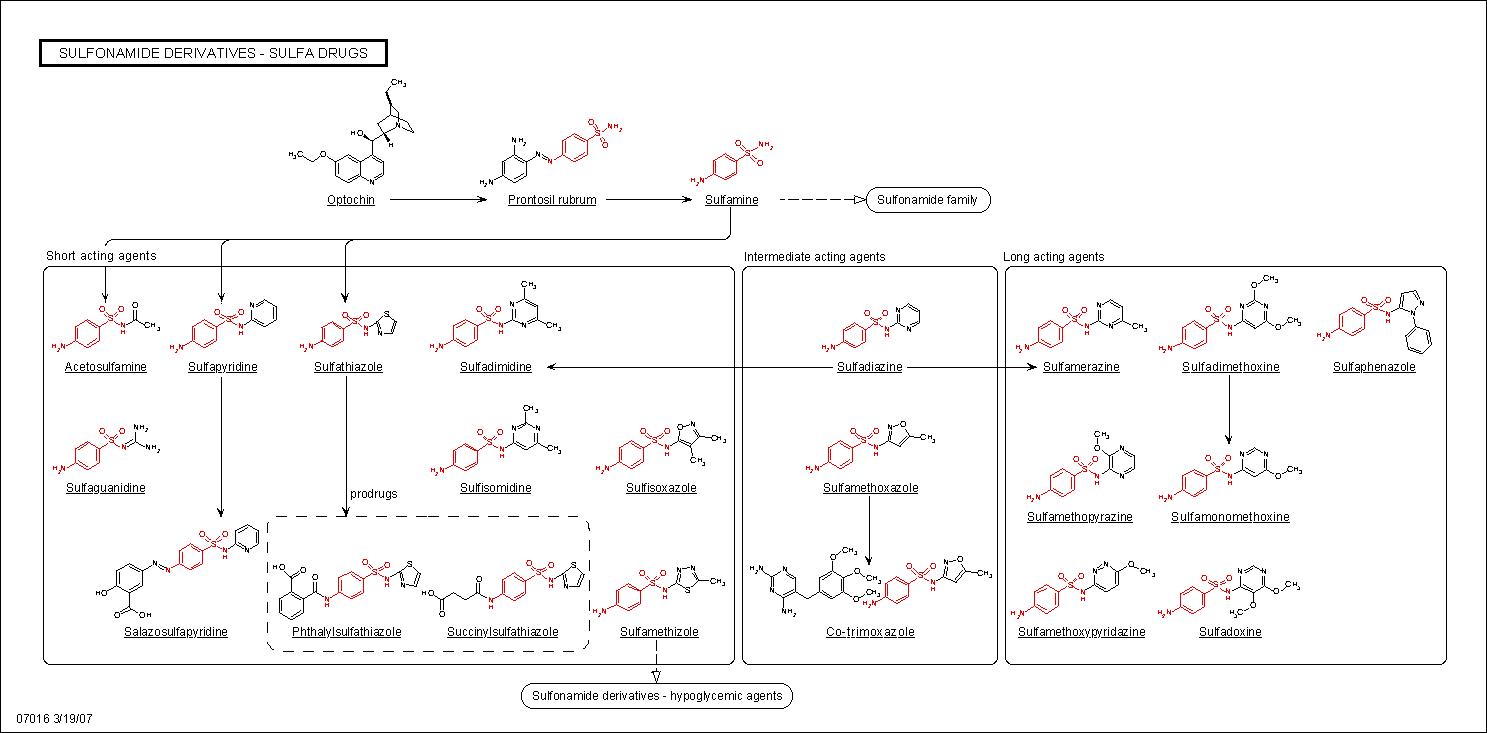 SULFONAMIDE DERIVATIVES - SULFA DRUGS
Optochin
Prontosil rubrum
Sulfamine
Sulfonamide family
Short acting agents
Intermediate acting agents
Long acting agents
Acetosulfamine
Sulfapyridine
Sulfathiazole
Sulfadimidine
Sulfadiazine
Sulfamerazine
Sulfadimethoxine
Sulfaphenazole
Sulfaguanidine
Sulfisomidine
Sulfisoxazole
Sulfamethoxazole
prodrugs
Sulfamethopyrazine
Sulfamonomethoxine
Salazosulfapyridine
Phthalylsulfathiazole
Succinylsulfathiazole
Sulfamethizole
Co-trimoxazole
Sulfamethoxypyridazine
Sulfadoxine
Sulfonamide derivatives - hypoglycemic agents
07016 3/19/07